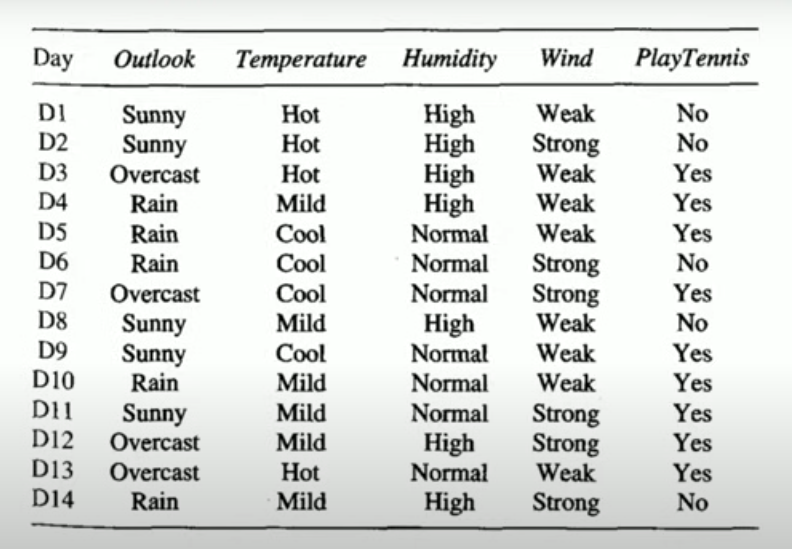 Day Outlook Temperature Humidity Wind PlayTennis
D1 Sunny Hot High Weak No
D2 Sunny Hot High Strong No
D3 Overcast Hot High Weak Yes
D4 Rain Mild High Weak Yes
D5 Rain Cool Normal Weak Yes
D6 Rain Cool Normal Strong No
D7 Overcast Cool Normal Strong Yes
D8 Sunny Mild High Weak No
D9 Sunny Cool Normal Weak Yes
D10 Rain Mild Normal Weak Yes
D11 Sunny Mild Normal Strong Yes
D12 Overcast Mild High Strong Yes
D13 Overcast Hot Normal Weak Yes
D14 Rain Mild High Strong No